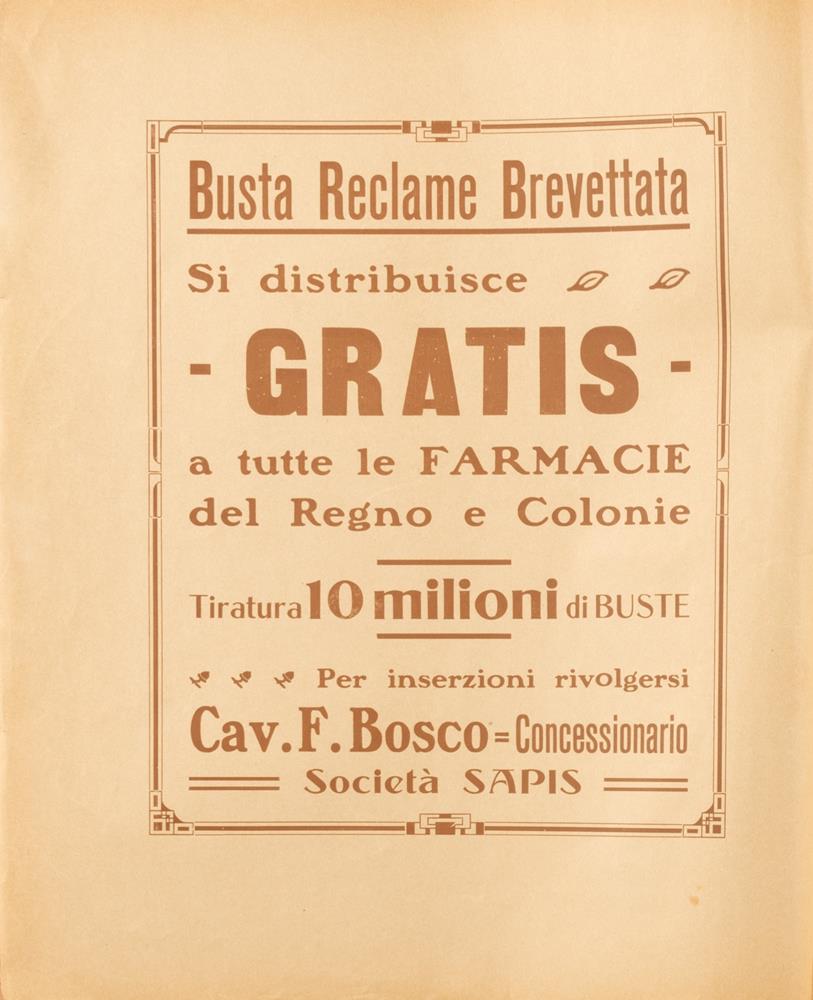 Busta Reclame Brevettata
Si distribuisce
- GRATIS -
a tutte le FARMACIE
del Regno e Colonie
Tiratura 10 milioni di BUSTE
Per inserzioni rivolgersi
Cav. F. Bosco = Concessionario
Società SAPIS